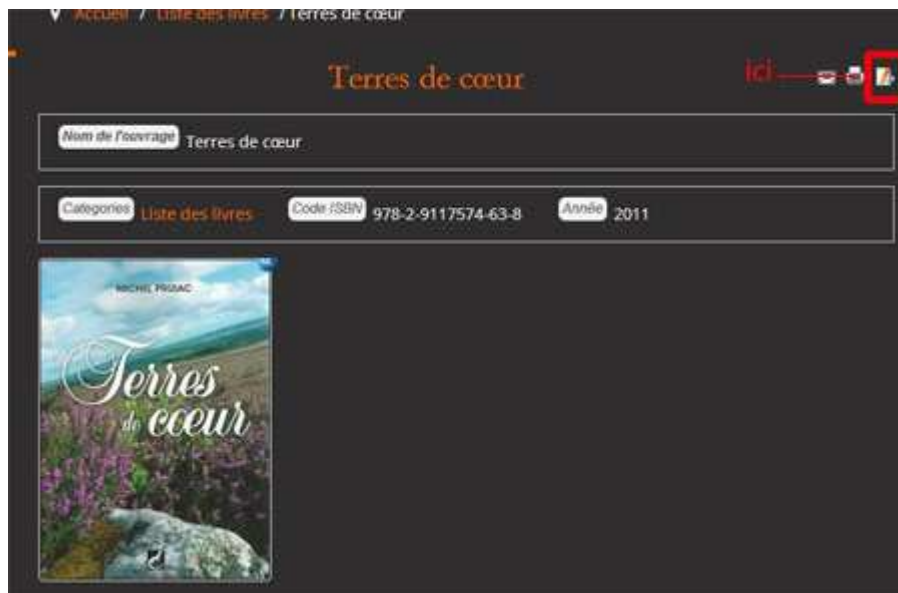 Accueil / Liste des livres / Terres de cœur
Terres de cœur
ici
Nom de l'ouvrage Terres de cœur
Categories Liste des livres Code ISBN 978-2-9117574-63-8 Année 2011
MICHEL PRUAC
Terres
de cœur